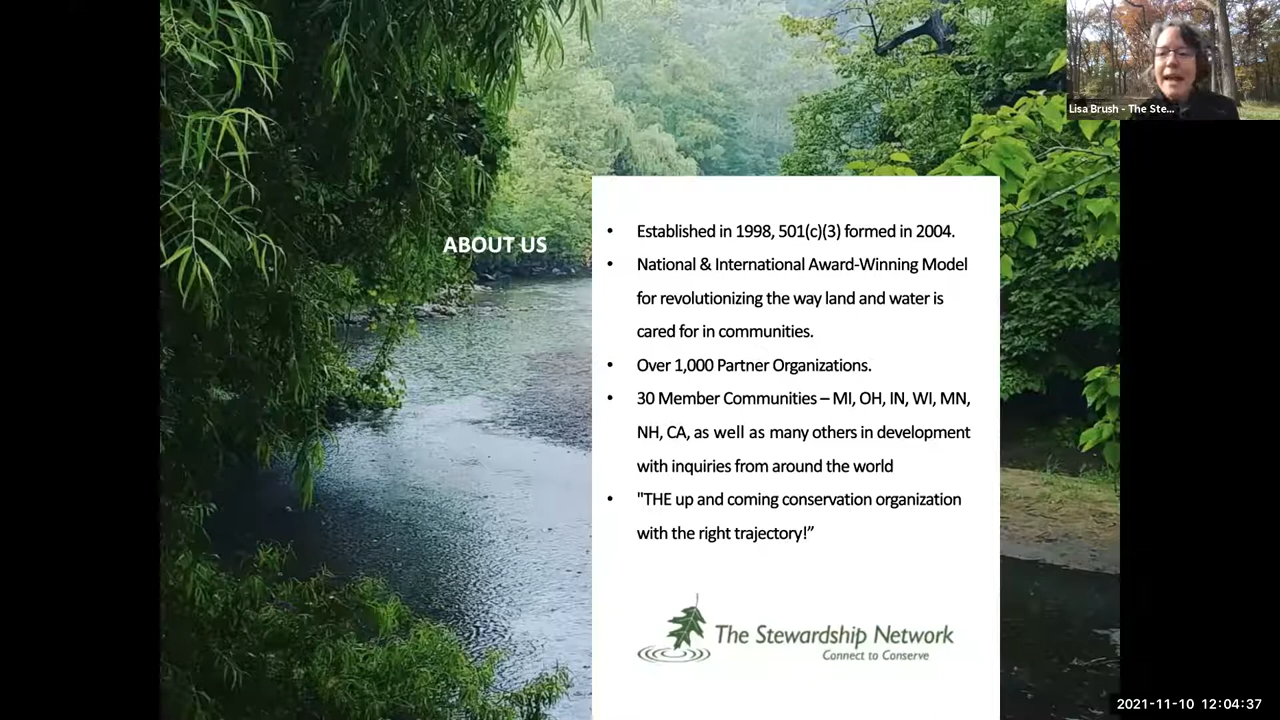 Lisa Brush - The Ste...
ABOUT US
• Established in 1998, 501(c)(3) formed in 2004.
• National & International Award-Winning Model
for revolutionizing the way land and water is
cared for in communities.
• Over 1,000 Partner Organizations.
• 30 Member Communities – MI, OH, IN, WI, MN,
NH, CA, as well as many others in development
with inquiries from around the world
• "THE up and coming conservation organization
with the right trajectory!”
The Stewardship Network
Connect to Conserve
2021-11-10 12:04:37